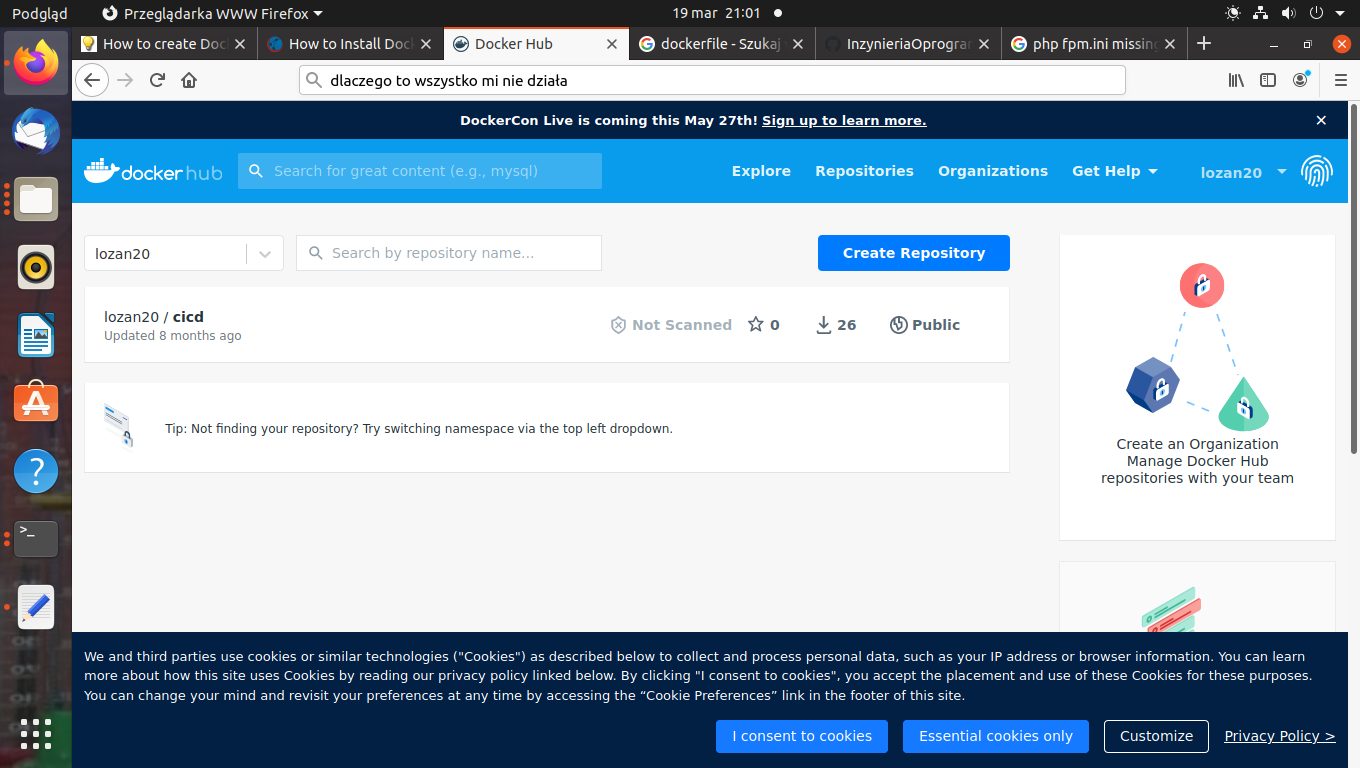 Podgląd
Przeglądarka WWW Firefox
19 mar 21:01
How to create Doc
How to Install Doc
Docker Hub
dockerfile - Szukaj
InzynieriaOprogra
php fpm.ini missing
dlaczego to wszystko mi nie działa
DockerCon Live is coming this May 27th! Sign up to learn more.
docker hub
Search for great content (e.g., mysql)
Explore
Repositories
Organizations
Get Help
lozan20
lozan20
Search by repository name...
Create Repository
lozan20 / cicd
Updated 8 months ago
Not Scanned
0
26
Public
Tip: Not finding your repository? Try switching namespace via the top left dropdown.
Create an Organization
Manage Docker Hub
repositories with your team
We and third parties use cookies or similar technologies ("Cookies") as described below to collect and process personal data, such as your IP address or browser information. You can learn
more about how this site uses Cookies by reading our privacy policy linked below. By clicking "I consent to cookies", you accept the placement and use of these Cookies for these purposes.
You can change your mind and revisit your preferences at any time by accessing the “Cookie Preferences” link in the footer of this site.
I consent to cookies
Essential cookies only
Customize
Privacy Policy >